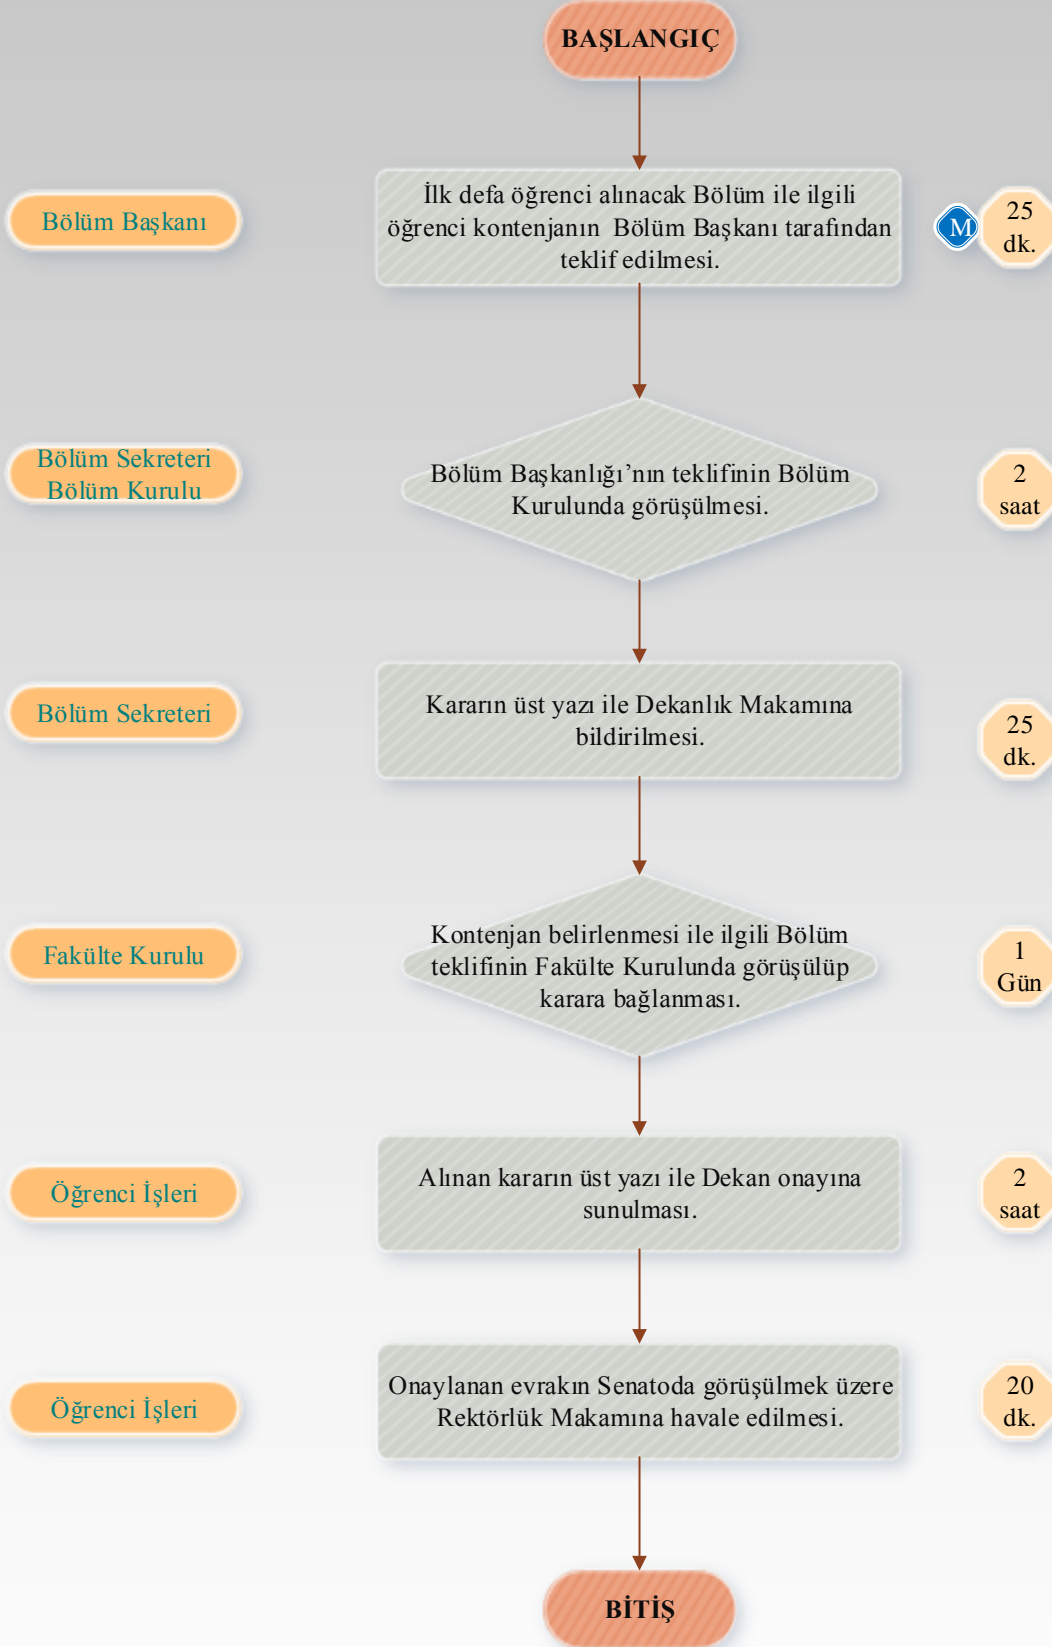 BAŞLANGIÇ
Bölüm Başkanı
İlk defa öğrenci alınacak Bölüm ile ilgili
öğrenci kontenjanın Bölüm Başkanı tarafından
teklif edilmesi.
M
25
dk.
Bölüm Sekreteri
Bölüm Kurulu
Bölüm Başkanlığı’nın teklifinin Bölüm
Kurulunda görüşülmesi.
2
saat
Bölüm Sekreteri
Kararın üst yazı ile Dekanlık Makamına
bildirilmesi.
25
dk.
Fakülte Kurulu
Kontenjan belirlenmesi ile ilgili Bölüm
teklifinin Fakülte Kurulunda görüşülüp
karara bağlanması.
1
Gün
Öğrenci İşleri
Alınan kararın üst yazı ile Dekan onayına
sunulması.
2
saat
Öğrenci İşleri
Onaylanan evrakın Senatoda görüşülmek üzere
Rektörlük Makamına havale edilmesi.
20
dk.
BİTİŞ